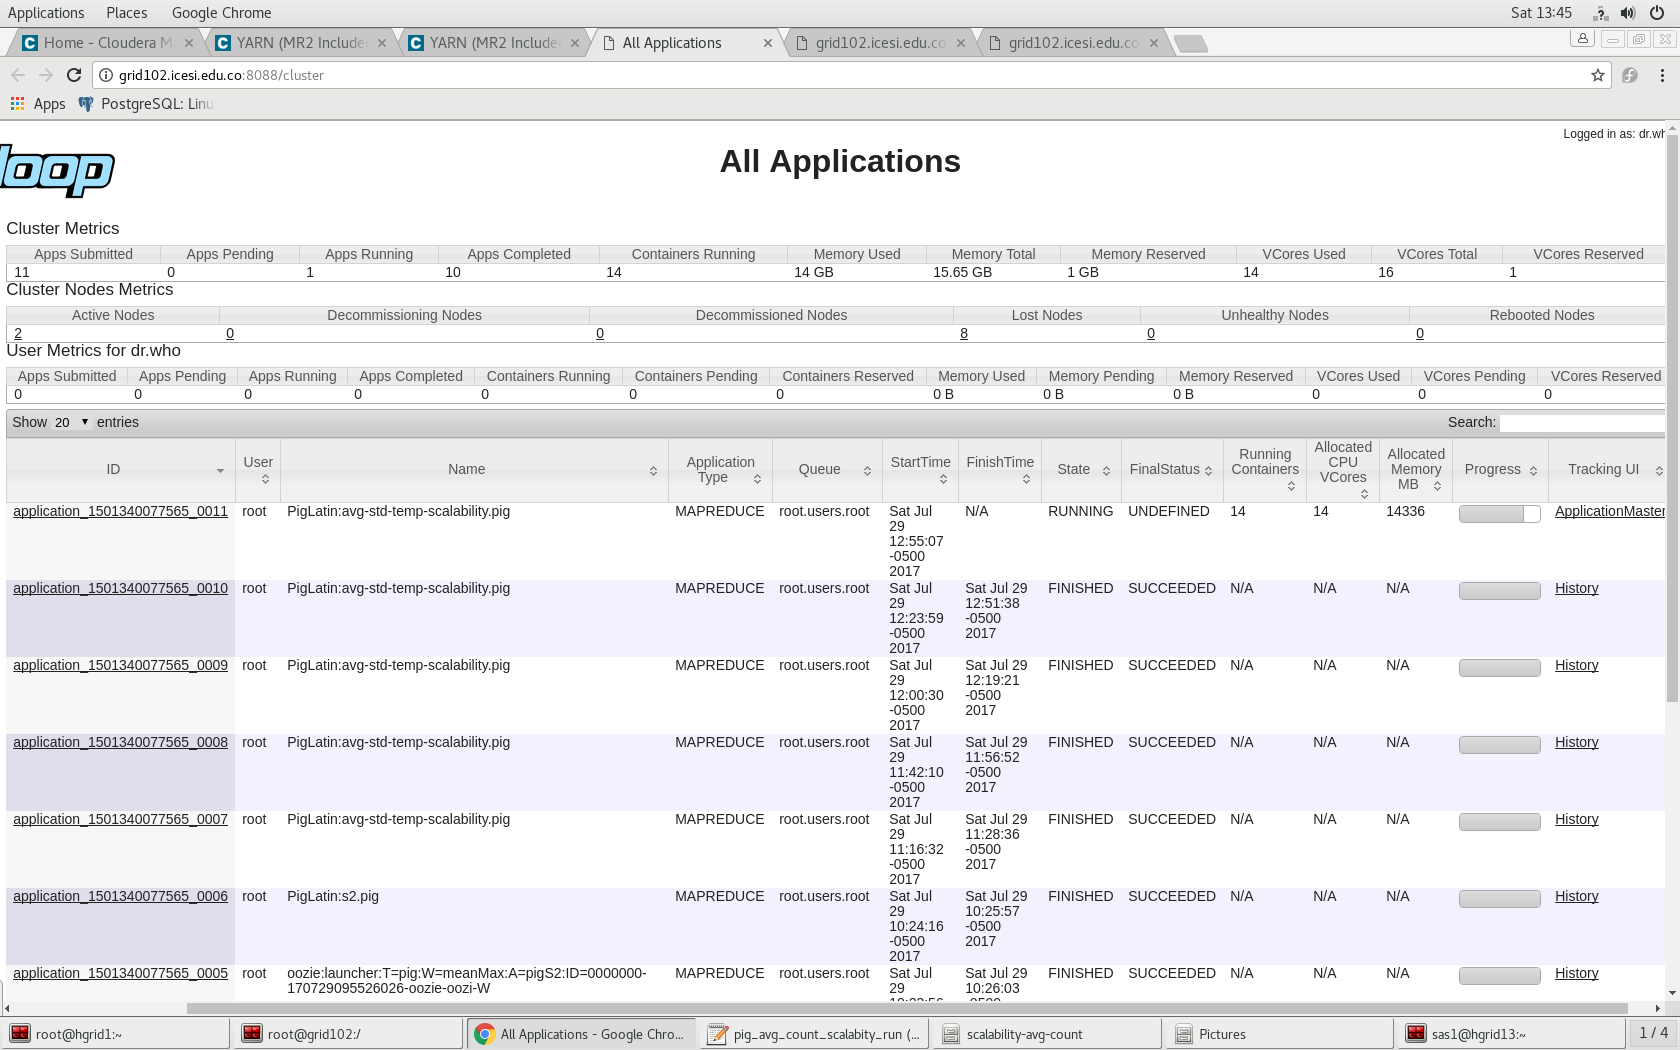 Applications Places Google Chrome Sat 13:45
Home - Cloudera M YARN (MR2 Include YARN (MR2 Include All Applications grid102.icesi.edu.co grid102.icesi.edu.co
grid102.icesi.edu.co:8088/cluster
Apps PostgreSQL: Linu
Logged in as: dr.wh
loop
All Applications
Cluster Metrics
Apps Submitted Apps Pending Apps Running Apps Completed Containers Running Memory Used Memory Total Memory Reserved VCores Used VCores Total VCores Reserved
11 0 1 10 14 14 GB 15.65 GB 1 GB 14 16 1
Cluster Nodes Metrics
Active Nodes Decommissioning Nodes Decommissioned Nodes Lost Nodes Unhealthy Nodes Rebooted Nodes
2 0 0 8 0 0
User Metrics for dr.who
Apps Submitted Apps Pending Apps Running Apps Completed Containers Running Containers Pending Containers Reserved Memory Used Memory Pending Memory Reserved VCores Used VCores Pending VCores Reserved
0 0 0 0 0 0 0 0 B 0 B 0 B 0 0 0
Show 20 entries Search:
ID User Name Application Type Queue StartTime FinishTime State FinalStatus Running Containers Allocated CPU VCores Allocated Memory MB Progress Tracking UI
application_1501340077565_0011 root PigLatin:avg-std-temp-scalability.pig MAPREDUCE root.users.root Sat Jul N/A RUNNING UNDEFINED 14 14 14336 ApplicationMaster
29
12:55:07
-0500
2017
application_1501340077565_0010 root PigLatin:avg-std-temp-scalability.pig MAPREDUCE root.users.root Sat Jul Sat Jul 29 FINISHED SUCCEEDED N/A N/A N/A History
29 12:51:38
12:23:59 -0500
-0500 2017
2017
application_1501340077565_0009 root PigLatin:avg-std-temp-scalability.pig MAPREDUCE root.users.root Sat Jul Sat Jul 29 FINISHED SUCCEEDED N/A N/A N/A History
29 12:19:21
12:00:30 -0500
-0500 2017
2017
application_1501340077565_0008 root PigLatin:avg-std-temp-scalability.pig MAPREDUCE root.users.root Sat Jul Sat Jul 29 FINISHED SUCCEEDED N/A N/A N/A History
29 11:56:52
11:42:10 -0500
-0500 2017
2017
application_1501340077565_0007 root PigLatin:avg-std-temp-scalability.pig MAPREDUCE root.users.root Sat Jul Sat Jul 29 FINISHED SUCCEEDED N/A N/A N/A History
29 11:28:36
11:16:32 -0500
-0500 2017
2017
application_1501340077565_0006 root PigLatin:s2.pig MAPREDUCE root.users.root Sat Jul Sat Jul 29 FINISHED SUCCEEDED N/A N/A N/A History
29 10:25:57
10:24:16 -0500
-0500 2017
2017
application_1501340077565_0005 root oozie:launcher:T=pig:W=meanMax:A=pigS2:ID=0000000- MAPREDUCE root.users.root Sat Jul Sat Jul 29 FINISHED SUCCEEDED N/A N/A N/A History
170729095526026-oozie-oozi-W 29 10:26:03
root@hgrid1:~ root@grid102:/ All Applications - Google Chro... pig_avg_count_scalabity_run (... scalability-avg-count Pictures sas1@hgrid13:~ 1 / 4